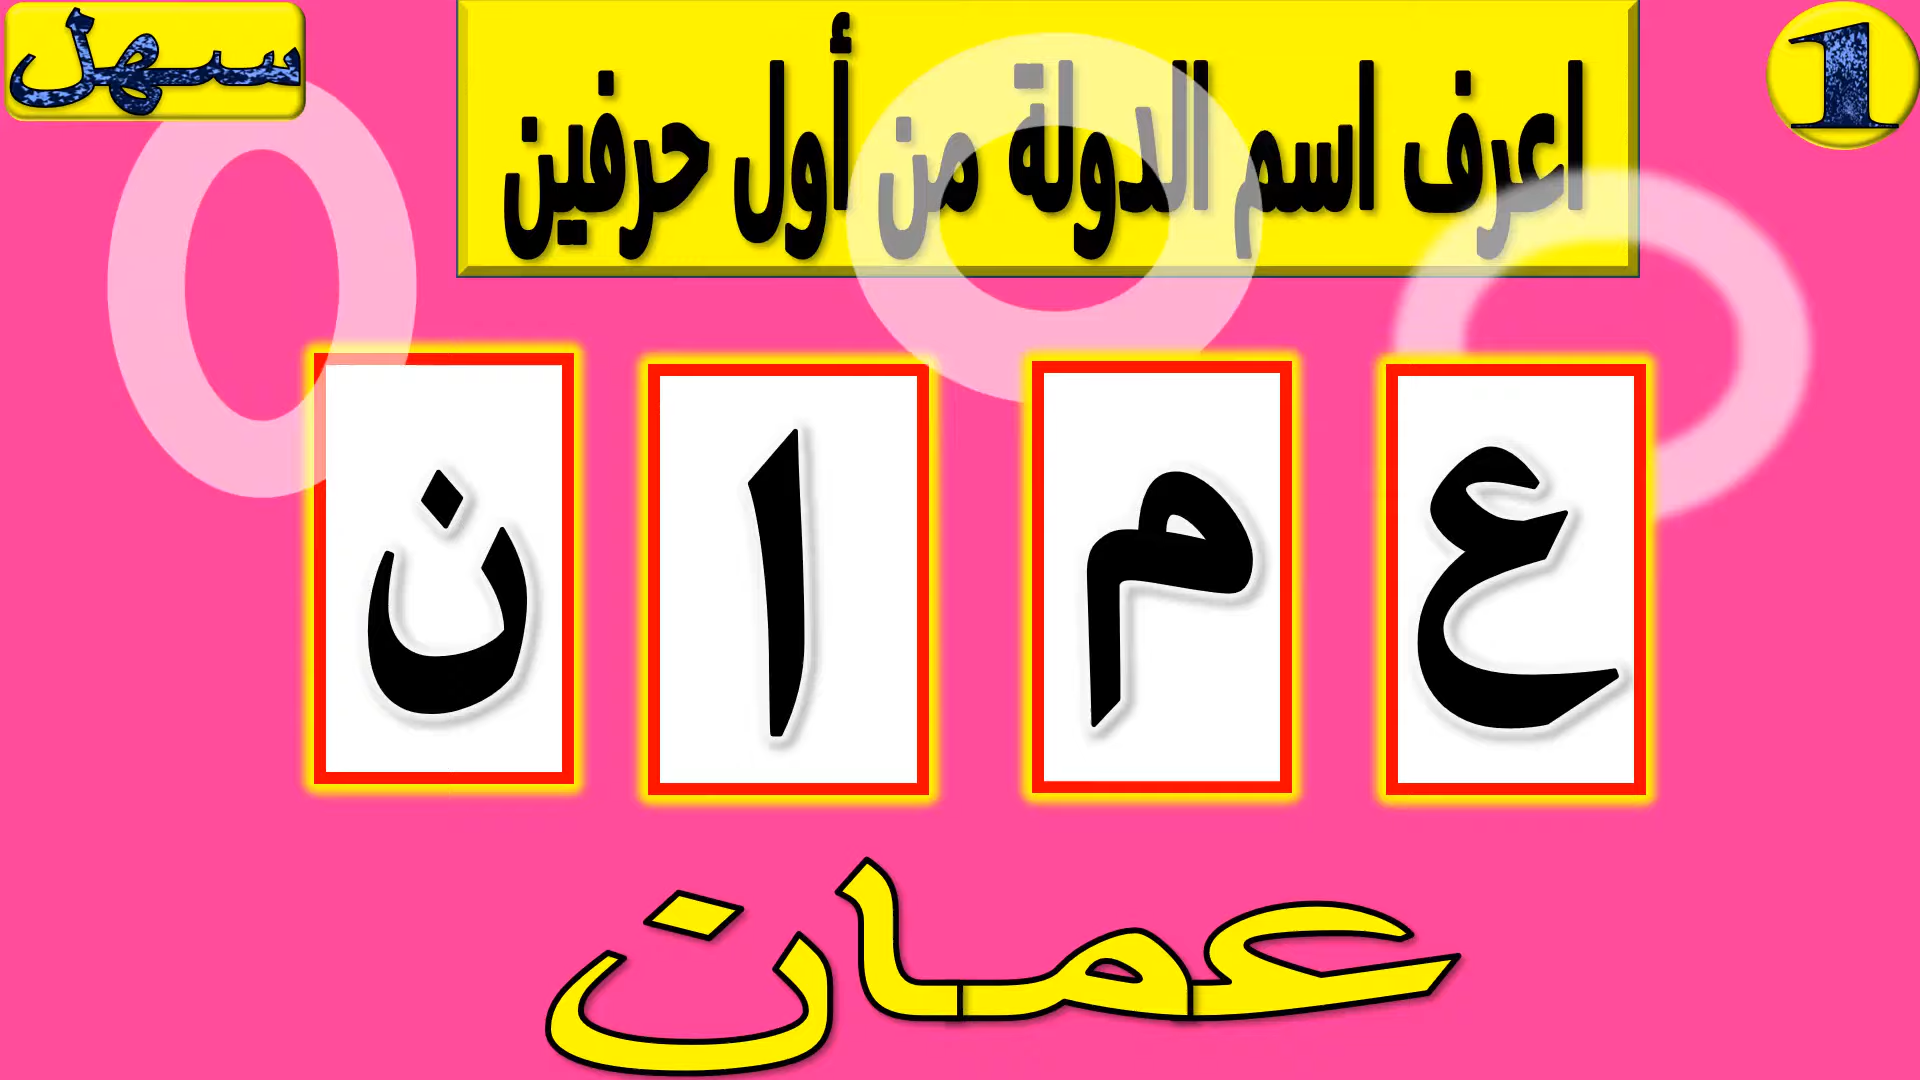 1
سهل
اعرف اسم الدولة من أول حرفين
ع م ا ن
عمان